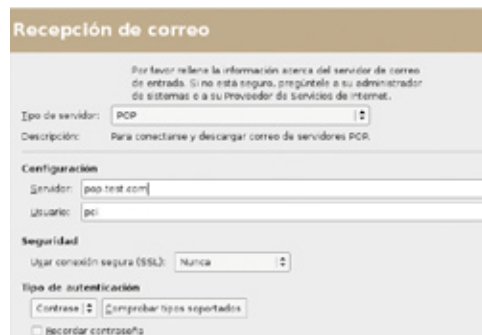 Recepción de correo
Por favor rellene la información acerca del servidor de correo
de entrada. Si no está segura, pregúntele a su administrador
de sistemas o a su Proveedor de Servicios de Internet.
Tipo de servidor: POP
Descripción: Para conectarse y descargar correo de servidores POP.
Configuración
Servidor: pop.test.com
Usuario:
Seguridad
Usar conexión segura (SSL): Nunca
Tipo de autenticación
Contrase Comprobar tipos soportados
Recordar contraseña